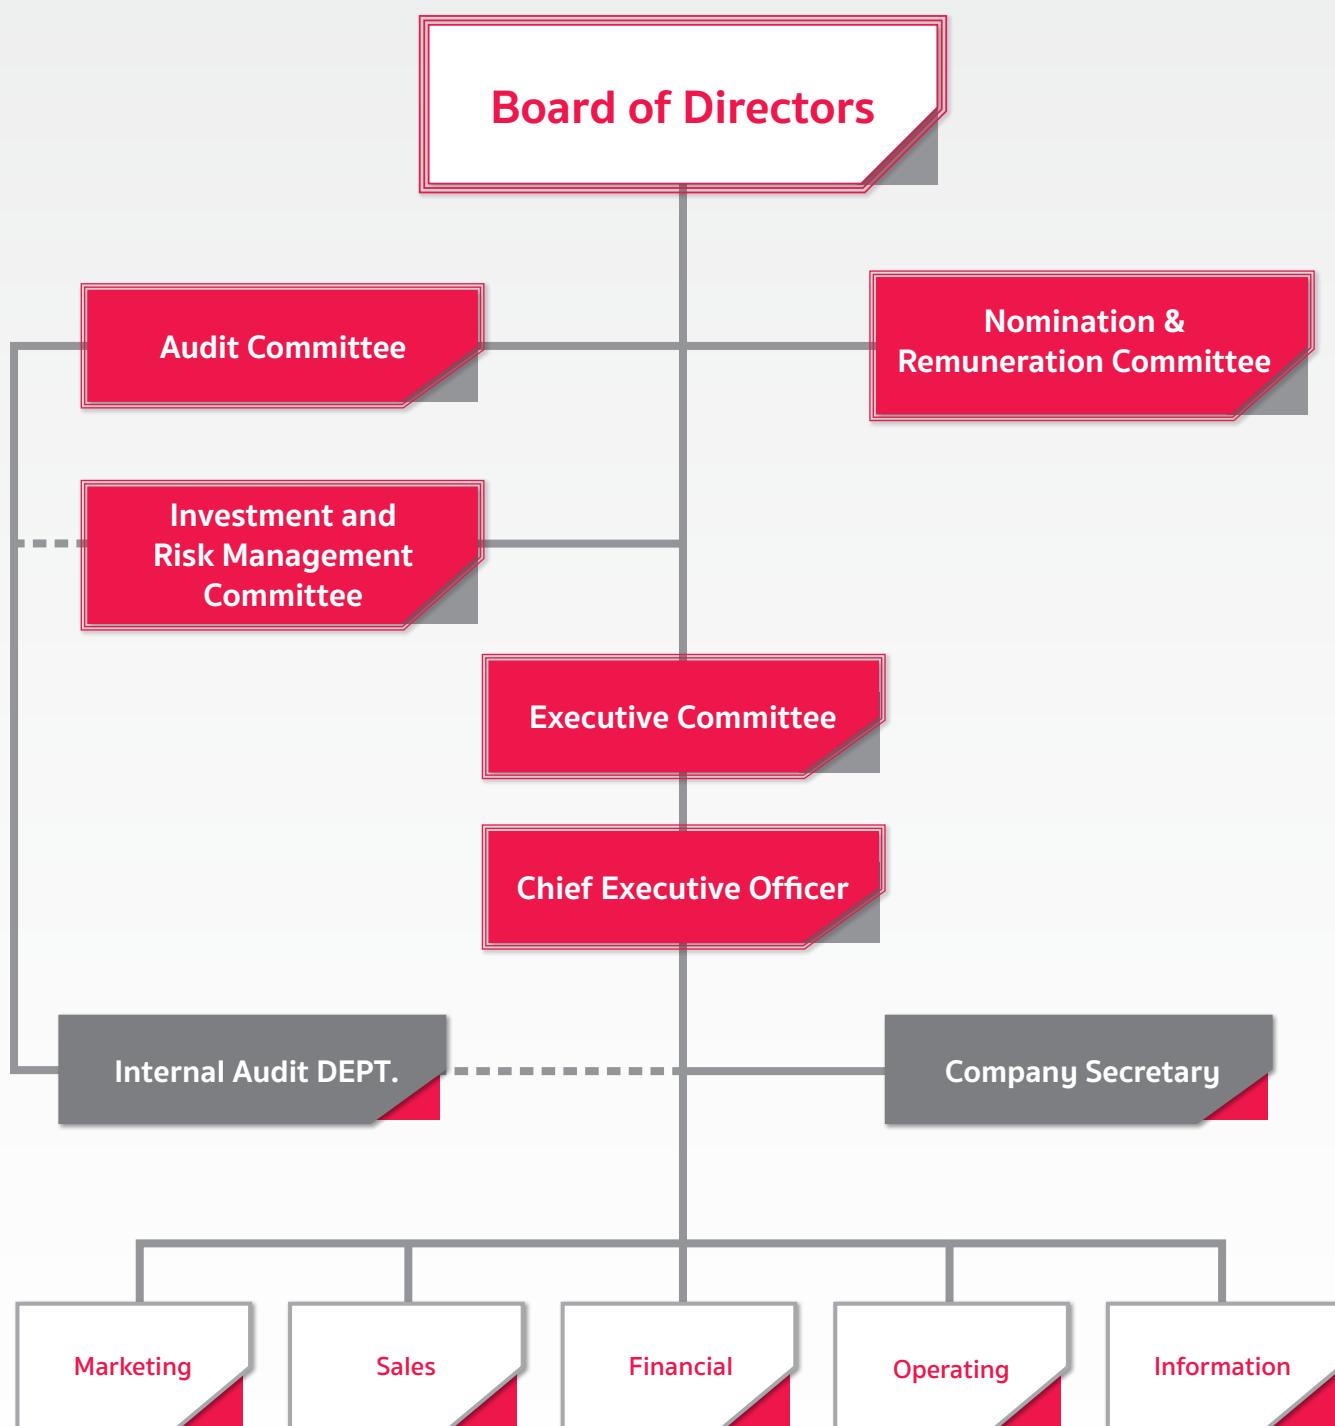 Board of Directors
Audit Committee
Nomination &
Remuneration Committee
Investment and
Risk Management
Committee
Executive Committee
Chief Executive Officer
Internal Audit DEPT.
Company Secretary
Marketing
Sales
Financial
Operating
Information